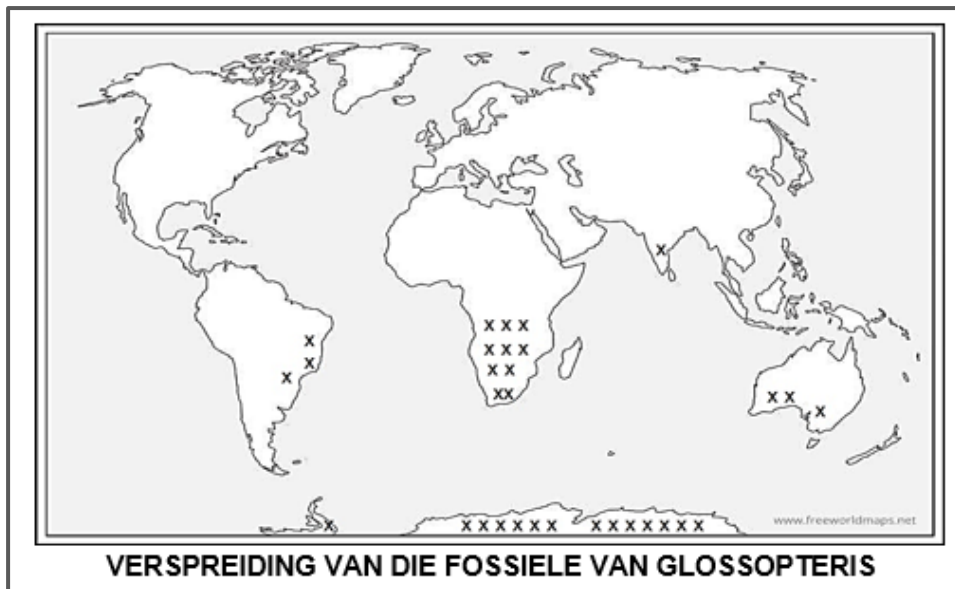 x
x
x
x
x x x
x x x
x x
x x
x x
x
x
x x x x x x
x x x x x x x
www.freeworldmaps.net
VERSPREIDING VAN DIE FOSSIELE VAN GLOSSOPTERIS